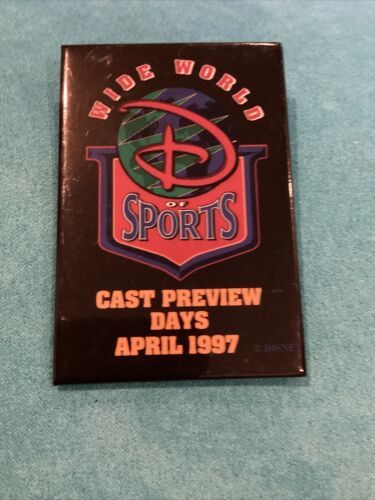 WIDE WORLD
D
OF
SPORTS
CAST PREVIEW
DAYS
APRIL 1997
© DISNEY